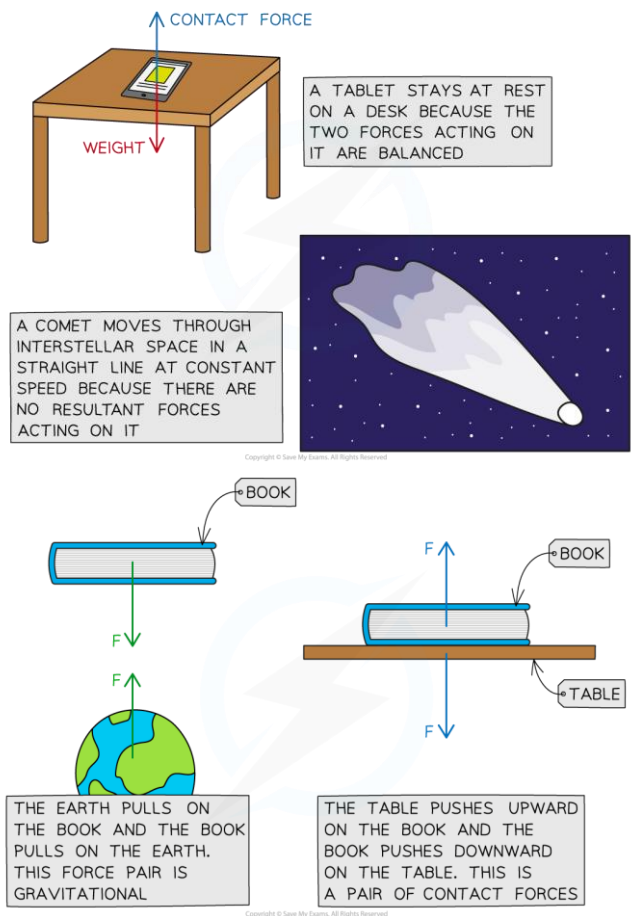 CONTACT FORCE
WEIGHT
A TABLET STAYS AT REST
ON A DESK BECAUSE THE
TWO FORCES ACTING ON
IT ARE BALANCED
A COMET MOVES THROUGH
INTERSTELLAR SPACE IN A
STRAIGHT LINE AT CONSTANT
SPEED BECAUSE THERE ARE
NO RESULTANT FORCES
ACTING ON IT
Copyright © Save My Exams. All Rights Reserved
BOOK
F
F
THE EARTH PULLS ON
THE BOOK AND THE BOOK
PULLS ON THE EARTH.
THIS FORCE PAIR IS
GRAVITATIONAL
F
BOOK
TABLE
F
THE TABLE PUSHES UPWARD
ON THE BOOK AND THE
BOOK PUSHES DOWNWARD
ON THE TABLE. THIS IS
A PAIR OF CONTACT FORCES
Copyright © Save My Exams. All Rights Reserved